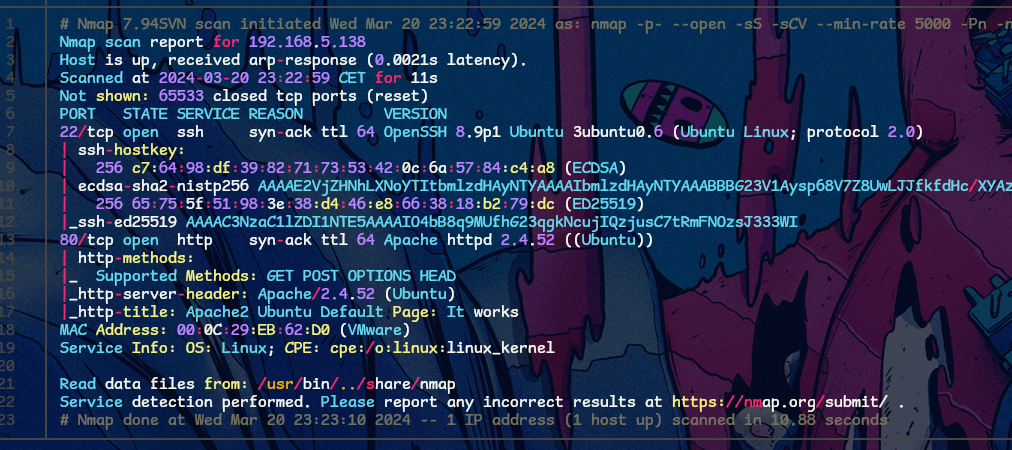 1 # Nmap 7.94SVN scan initiated Wed Mar 20 23:22:59 2024 as: nmap -p- --open -sS -sCV --min-rate 5000 -Pn -n
2 Nmap scan report for 192.168.5.138
3 Host is up, received arp-response (0.0021s latency).
4 Scanned at 2024-03-20 23:22:59 CET for 11s
5 Not shown: 65533 closed tcp ports (reset)
6 PORT   STATE SERVICE REASON         VERSION
7 22/tcp open  ssh     syn-ack ttl 64 OpenSSH 8.9p1 Ubuntu 3ubuntu0.6 (Ubuntu Linux; protocol 2.0)
8 | ssh-hostkey:
9 |   256 c7:64:98:df:39:82:71:73:53:42:0c:6a:57:84:c4:a8 (ECDSA)
10 | ecdsa-sha2-nistp256 AAAAE2VjZHNhLXNoYTItbmlzdHAyNTYAAAAIbmlzdHAyNTYAAABBBG23V1Aysp68V7Z8UwLJJfkfdHc/XYAz
11 |   256 65:75:5f:51:98:3e:38:d4:46:e8:66:38:18:b2:79:dc (ED25519)
12 |_ssh-ed25519 AAAAC3NzaC1lZDI1NTE5AAAAIO4bB8q9MUfhG23qgkNcujIQzjusC7tRmFNOzsJ333WI
13 80/tcp open  http    syn-ack ttl 64 Apache httpd 2.4.52 ((Ubuntu))
14 | http-methods:
15 |_  Supported Methods: GET POST OPTIONS HEAD
16 |_http-server-header: Apache/2.4.52 (Ubuntu)
17 |_http-title: Apache2 Ubuntu Default Page: It works
18 MAC Address: 00:0C:29:EB:62:D0 (VMware)
19 Service Info: OS: Linux; CPE: cpe:/o:linux:linux_kernel
20
21 Read data files from: /usr/bin/../share/nmap
22 Service detection performed. Please report any incorrect results at https://nmap.org/submit/ .
23 # Nmap done at Wed Mar 20 23:23:10 2024 -- 1 IP address (1 host up) scanned in 10.88 seconds